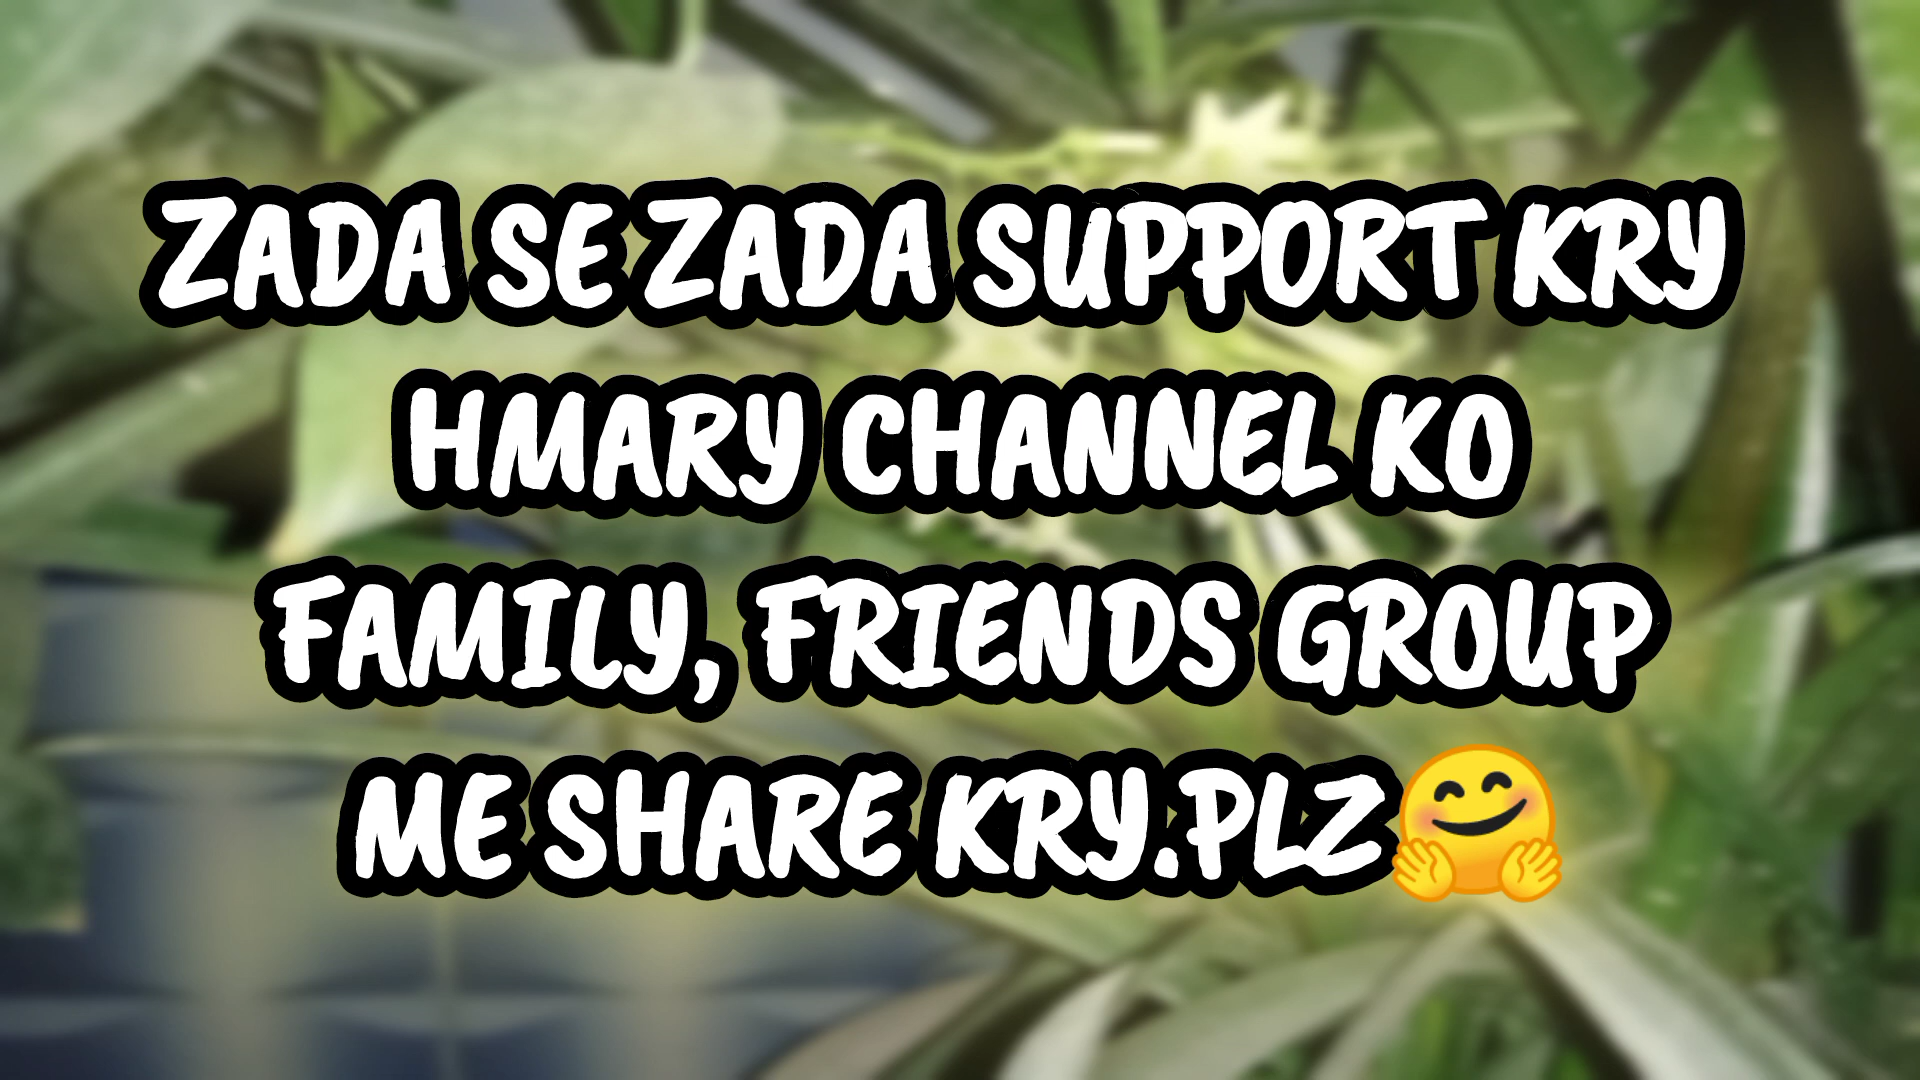 ZADA SE ZADA SUPPORT KRY
HMARY CHANNEL KO
FAMILY, FRIENDS GROUP
ME SHARE KRY.PLZ🤗